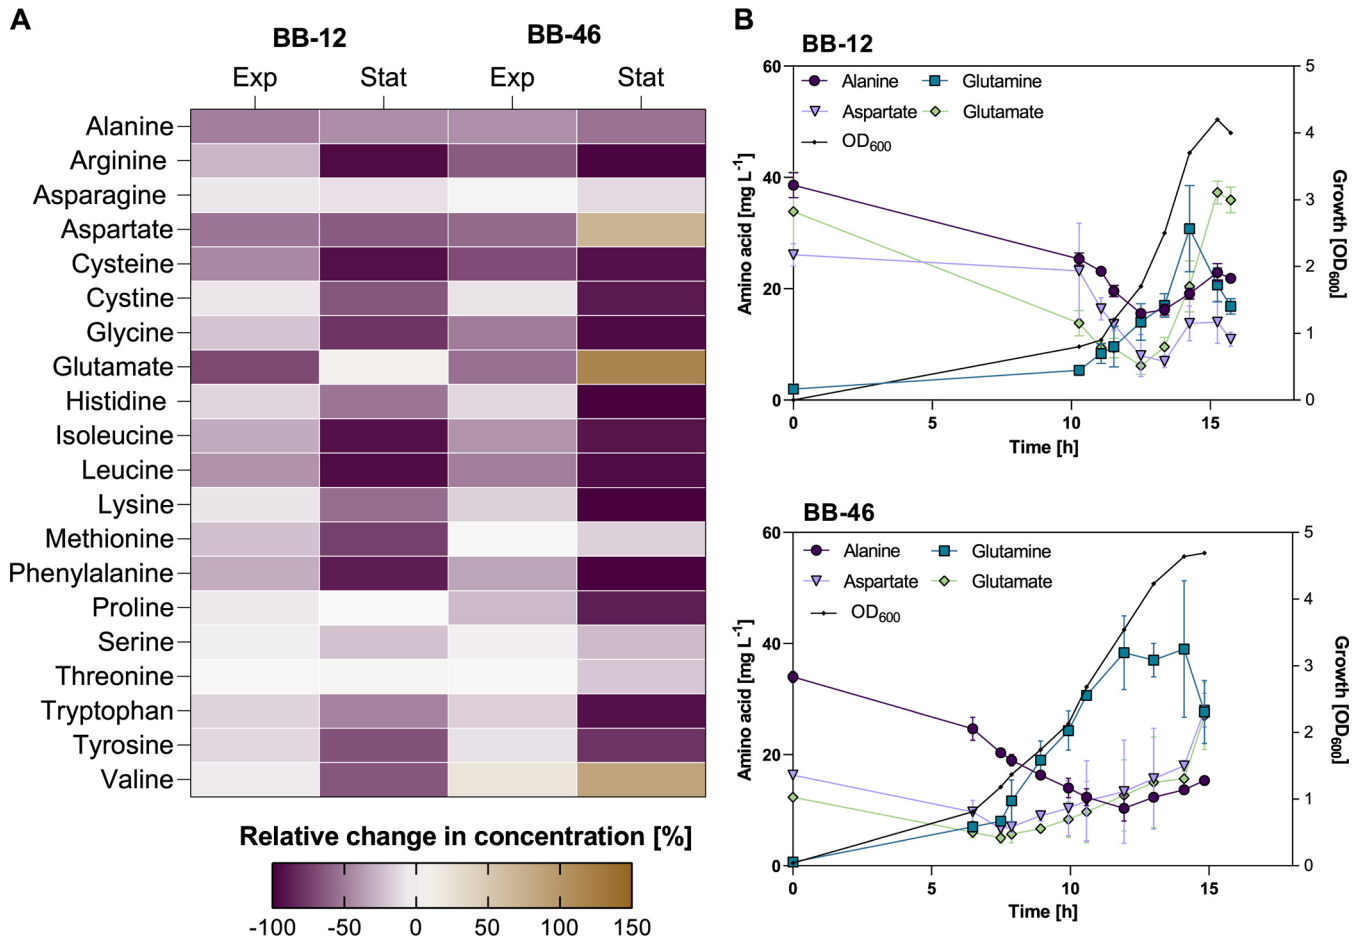 A
BB-12
BB-46
Exp
Stat
Exp
Stat
Alanine
Arginine
Asparagine
Aspartate
Cysteine
Cystine
Glycine
Glutamate
Histidine
Isoleucine
Leucine
Lysine
Methionine
Phenylalanine
Proline
Serine
Threonine
Tryptophan
Tyrosine
Valine
Relative change in concentration [%]
-100 -50 0 50 100 150
B
BB-12
Alanine
Glutamine
Aspartate
Glutamate
OD600
60
40
20
0
Amino acid [mg L-1]
5
4
3
2
1
0
Growth [OD600]
0 5 10 15
Time [h]
BB-46
Alanine
Glutamine
Aspartate
Glutamate
OD600
60
40
20
0
Amino acid [mg L-1]
5
4
3
2
1
0
Growth [OD600]
0 5 10 15
Time [h]